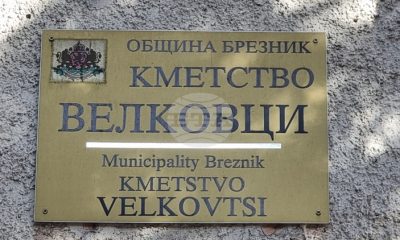 ОБЩИНА БРЕЗНИК
КМЕТСТВО
ВЕЛКОВЦИ
Municipality Breznik
KMETSTVO
VELKOVTSI